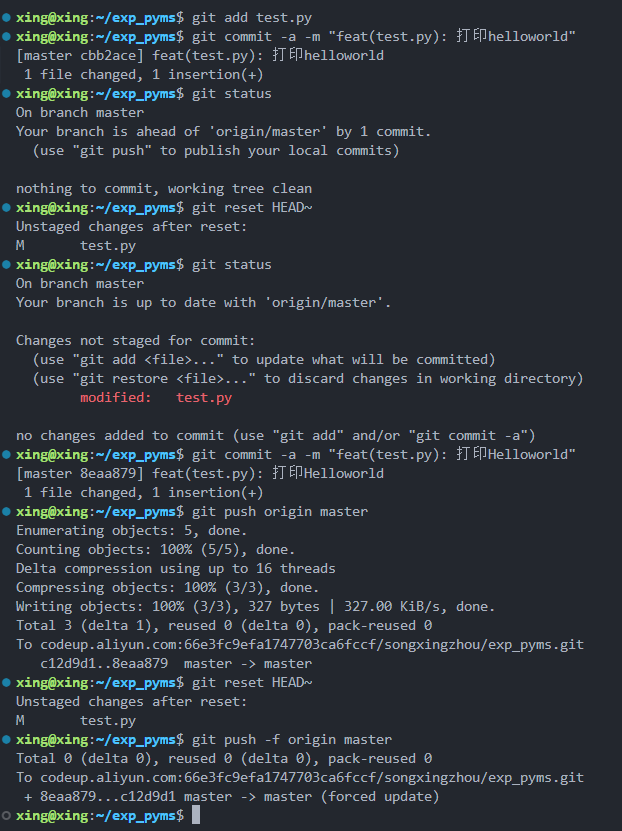 xing@xing:~/exp_pyms$ git add test.py
xing@xing:~/exp_pyms$ git commit -a -m "feat(test.py): 打印helloworld"
[master cbb2ace] feat(test.py): 打印helloworld
 1 file changed, 1 insertion(+)
xing@xing:~/exp_pyms$ git status
On branch master
Your branch is ahead of 'origin/master' by 1 commit.
  (use "git push" to publish your local commits)

nothing to commit, working tree clean
xing@xing:~/exp_pyms$ git reset HEAD~
Unstaged changes after reset:
M       test.py
xing@xing:~/exp_pyms$ git status
On branch master
Your branch is up to date with 'origin/master'.

Changes not staged for commit:
  (use "git add <file>..." to update what will be committed)
  (use "git restore <file>..." to discard changes in working directory)
        modified:   test.py

no changes added to commit (use "git add" and/or "git commit -a")
xing@xing:~/exp_pyms$ git commit -a -m "feat(test.py): 打印Helloworld"
[master 8eaa879] feat(test.py): 打印Helloworld
 1 file changed, 1 insertion(+)
xing@xing:~/exp_pyms$ git push origin master
Enumerating objects: 5, done.
Counting objects: 100% (5/5), done.
Delta compression using up to 16 threads
Compressing objects: 100% (3/3), done.
Writing objects: 100% (3/3), 327 bytes | 327.00 KiB/s, done.
Total 3 (delta 1), reused 0 (delta 0), pack-reused 0
To codeup.aliyun.com:66e3fc9efa1747703ca6fccf/songxingzhou/exp_pyms.git
   c12d9d1..8eaa879  master -> master
xing@xing:~/exp_pyms$ git reset HEAD~
Unstaged changes after reset:
M       test.py
xing@xing:~/exp_pyms$ git push -f origin master
Total 0 (delta 0), reused 0 (delta 0), pack-reused 0
To codeup.aliyun.com:66e3fc9efa1747703ca6fccf/songxingzhou/exp_pyms.git
 + 8eaa879...c12d9d1 master -> master (forced update)
xing@xing:~/exp_pyms$